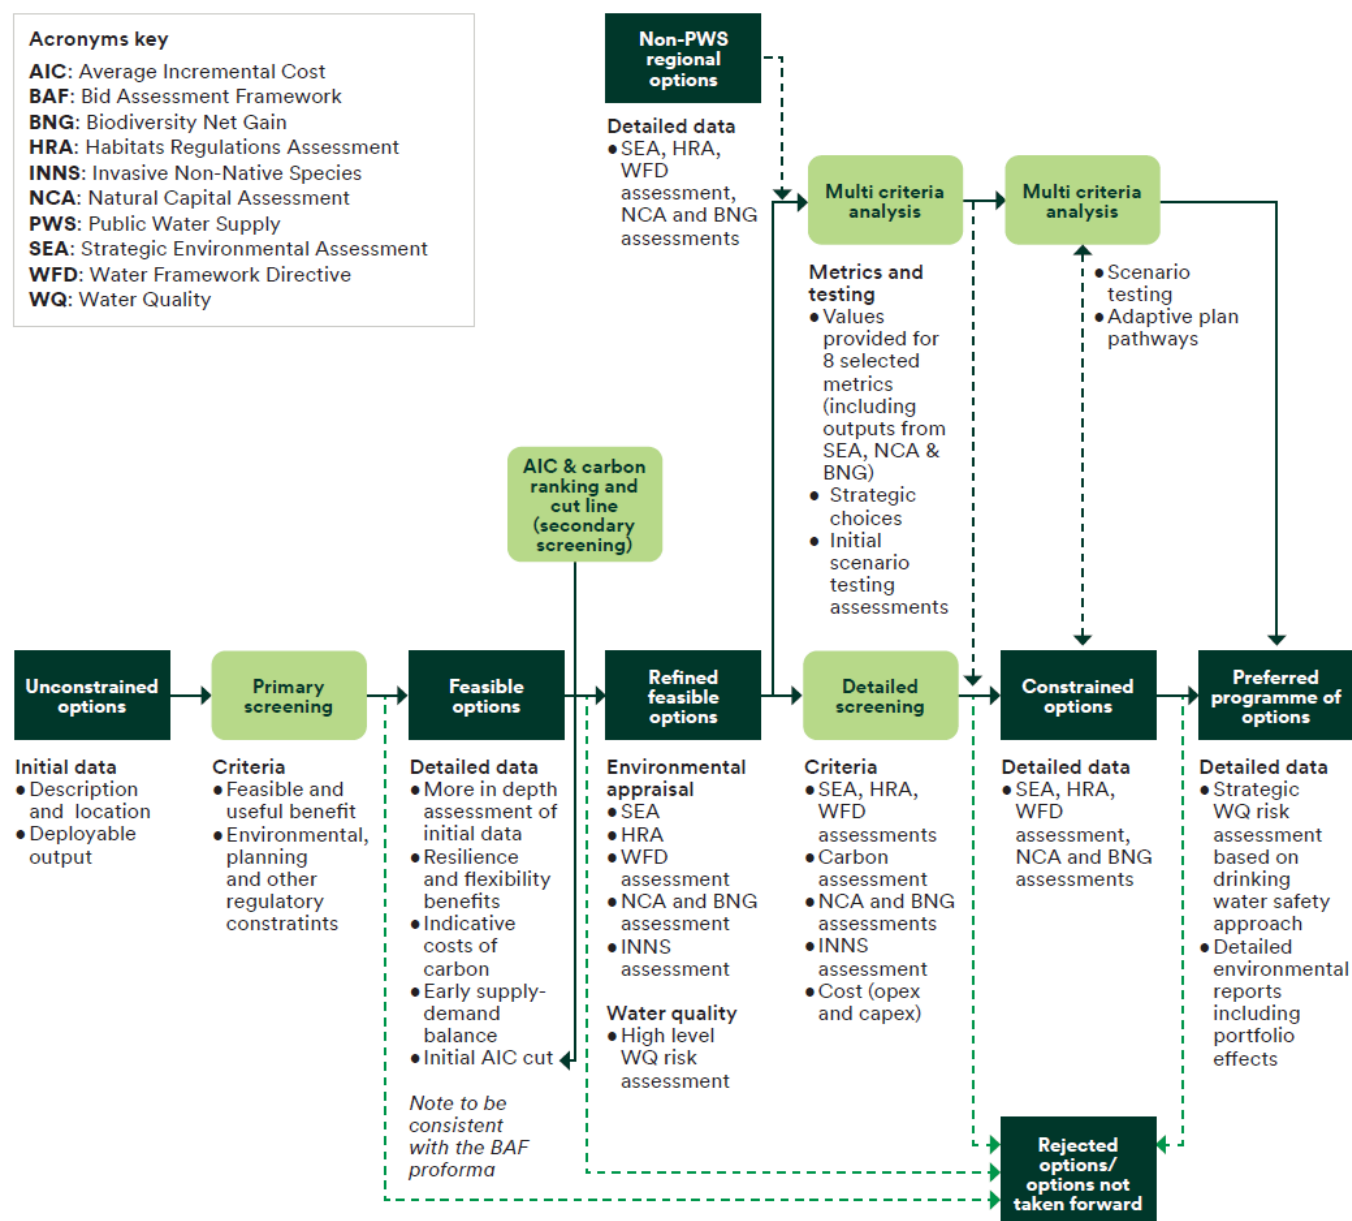 Acronyms key
AIC: Average Incremental Cost
BAF: Bid Assessment Framework
BNG: Biodiversity Net Gain
HRA: Habitats Regulations Assessment
INNS: Invasive Non-Native Species
NCA: Natural Capital Assessment
PWS: Public Water Supply
SEA: Strategic Environmental Assessment
WFD: Water Framework Directive
WQ: Water Quality
Non-PWS
regional
options
Detailed data
● SEA, HRA,
WFD
assessment,
NCA and BNG
assessments
Multi criteria
analysis
Metrics and
testing
● Values
provided for
8 selected
metrics
(including
outputs from
SEA, NCA &
BNG)
● Strategic
choices
● Initial
scenario
testing
assessments
Multi criteria
analysis
● Scenario
testing
● Adaptive plan
pathways
AIC & carbon
ranking and
cut line
(secondary
screening)
Unconstrained
options
Initial data
● Description
and location
● Deployable
output
Primary
screening
Criteria
● Feasible and
useful benefit
● Environmental,
planning
and other
regulatory
constratints
Feasible
options
Detailed data
● More in depth
assessment of
initial data
● Resilience
and flexibility
benefits
● Indicative
costs of
carbon
● Early supply-
demand
balance
● Initial AIC cut
Note to be
consistent
with the BAF
proforma
Refined
feasible
options
Environmental
appraisal
● SEA
● HRA
● WFD
assessment
● NCA and BNG
assessment
● INNS
assessment
Water quality
● High level
WQ risk
assessment
Detailed
screening
Criteria
● SEA, HRA,
WFD
assessments
● Carbon
assessment
● NCA and BNG
assessments
● INNS
assessment
● Cost (opex
and capex)
Constrained
options
Detailed data
● SEA, HRA,
WFD
assessment,
NCA and BNG
assessments
Preferred
programme of
options
Detailed data
● Strategic
WQ risk
assessment
based on
drinking
water safety
approach
● Detailed
environmental
reports
including
portfolio
effects
Rejected
options/
options not
taken forward